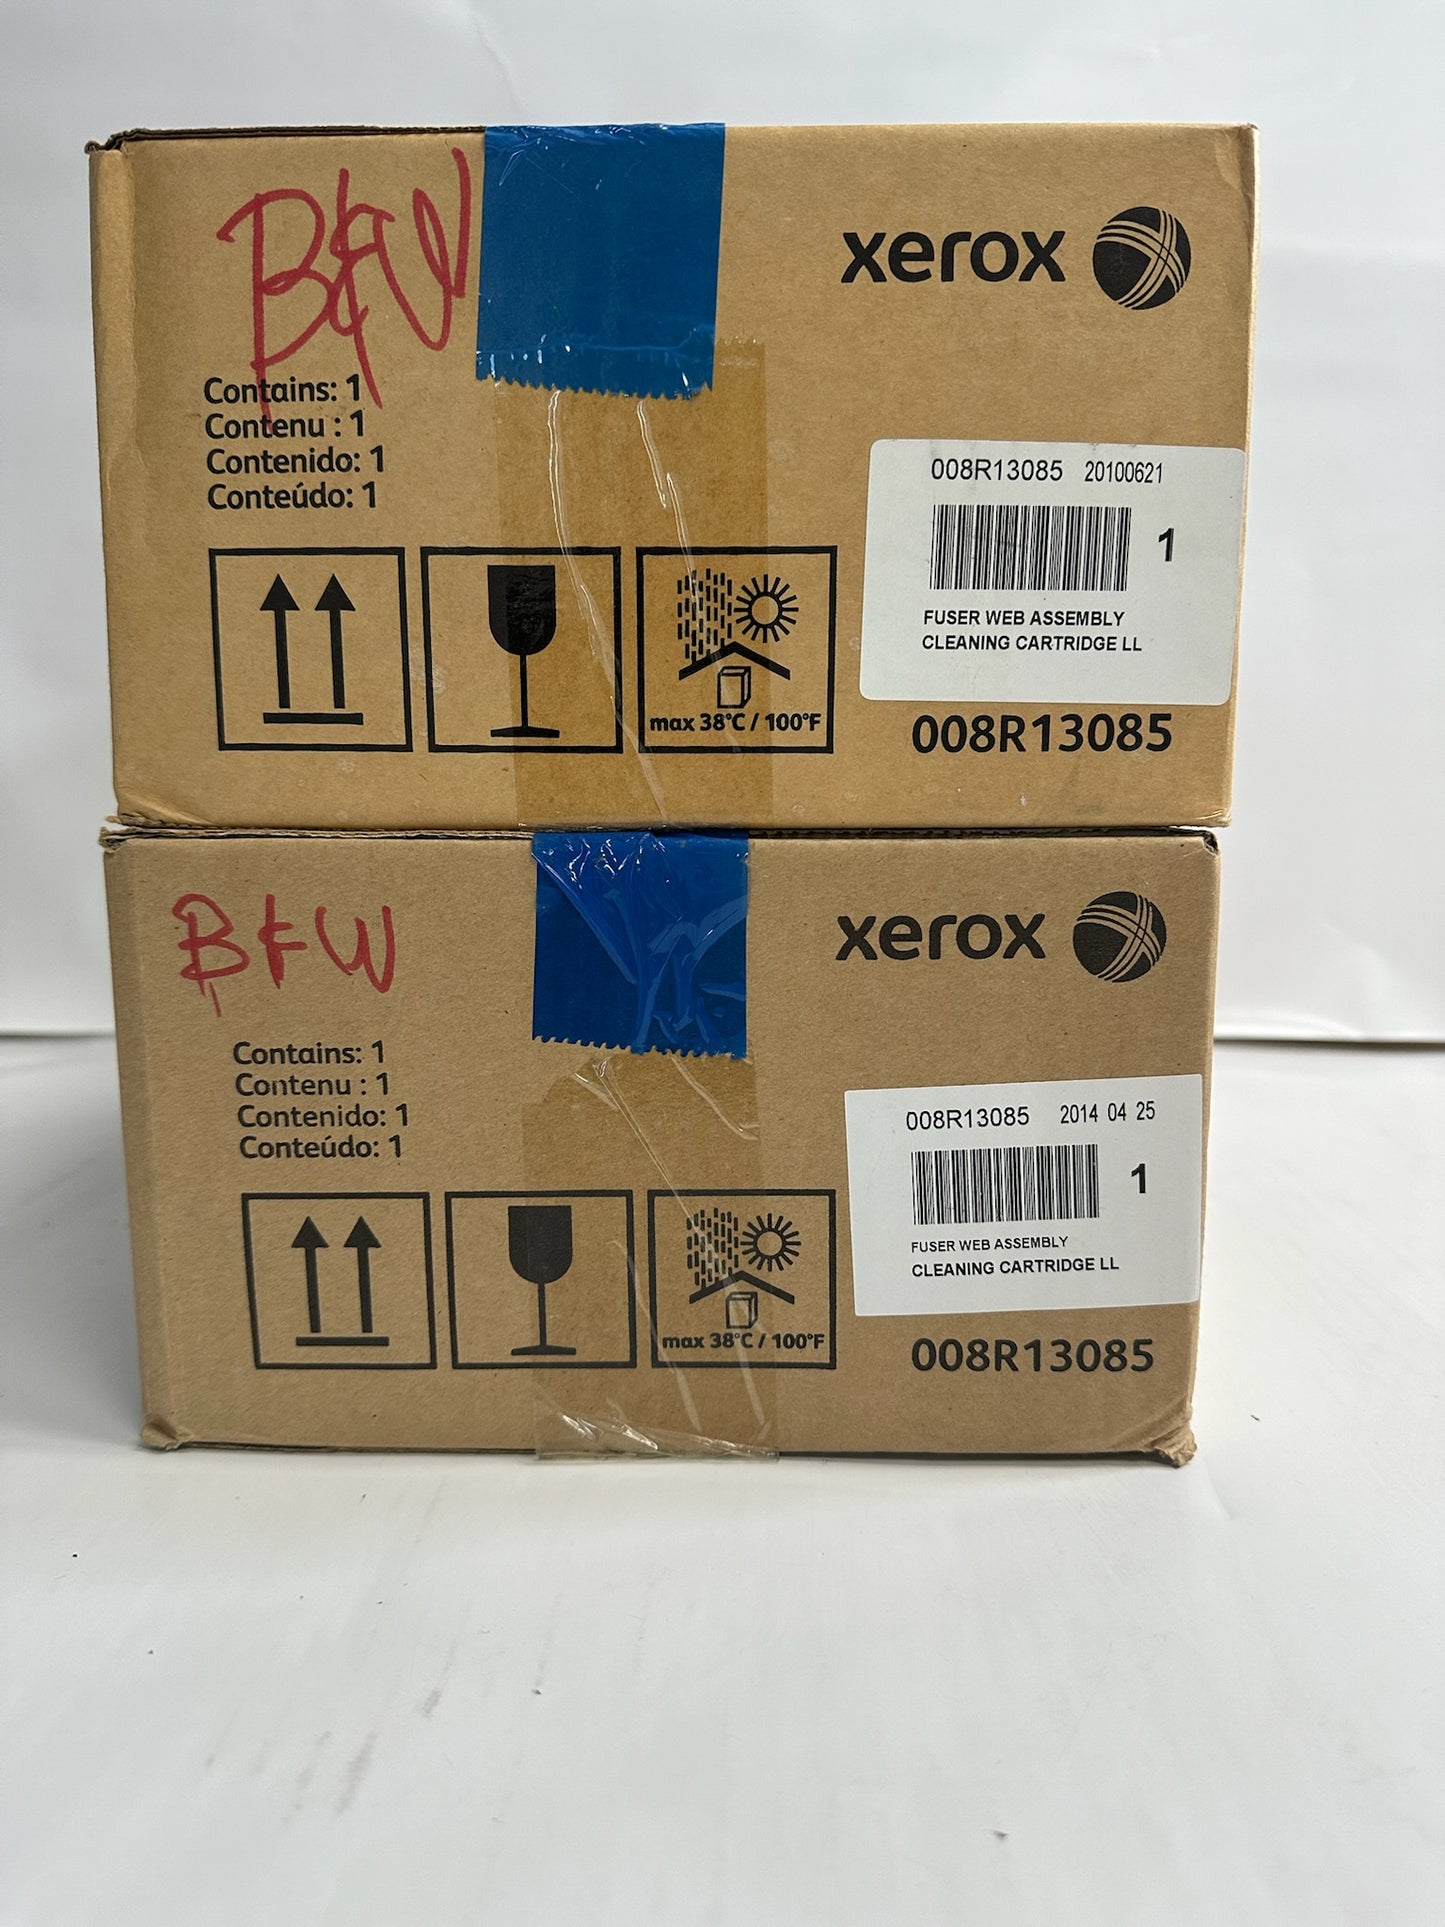 B&W
xerox
Contains: 1
Contenu : 1
Contenido: 1
Conteúdo: 1
max 38°C / 100°F
008R13085 20100621
1
FUSER WEB ASSEMBLY
CLEANING CARTRIDGE LL
008R13085
B&W
xerox
Contains: 1
Contenu : 1
Contenido: 1
Conteúdo: 1
max 38°C / 100°F
008R13085 2014 04 25
1
FUSER WEB ASSEMBLY
CLEANING CARTRIDGE LL
008R13085